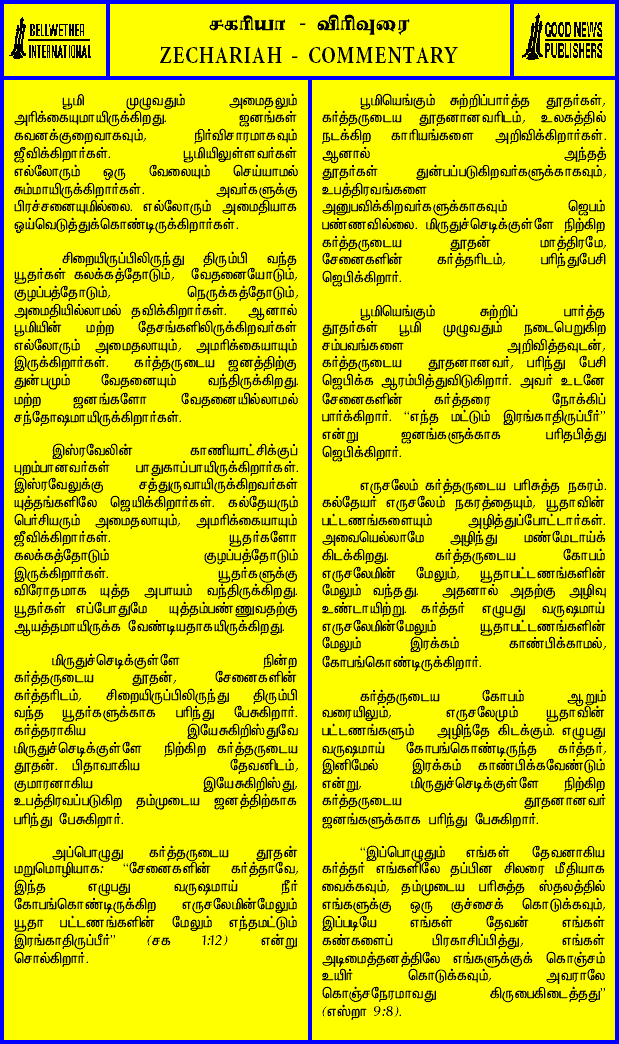 BELLWETHER
INTERNATIONAL
சகரியா - விரிவுரை
ZECHARIAH - COMMENTARY
GOOD NEWS
PUBLISHERS
பூமி முழுவதும் அமைதலும்
அரிக்கையுமாயிருக்கிறது. ஜனங்கள்
கவனக்குறைவாகவும், நிர்விசாரமாகவும்
ஜீவிக்கிறார்கள். பூமியிலுள்ளவர்கள்
எல்லோரும் ஒரு வேலையும் செய்யாமல்
சும்மாயிருக்கிறார்கள். அவர்களுக்கு
பிரச்சனையுமில்லை. எல்லோரும் அமைதியாக
ஓய்வெடுத்துக்கொண்டிருக்கிறார்கள்.
சிறையிருப்பிலிருந்து திரும்பி வந்த
யூதர்கள் கலக்கத்தோடும், வேதனையோடும்,
குழப்பத்தோடும், நெருக்கத்தோடும்,
அமைதியில்லாமல் தவிக்கிறார்கள். ஆனால்
பூமியின் மற்ற தேசங்களிலிருக்கிறவர்கள்
எல்லோரும் அமைதலாயும், அமரிக்கையாயும்
இருக்கிறார்கள். கர்த்தருடைய ஜனத்திற்கு
துன்பமும் வேதனையும் வந்திருக்கிறது.
மற்ற ஜனங்களோ வேதனையில்லாமல்
சந்தோஷமாயிருக்கிறார்கள்.
இஸ்ரவேலின் காணியாட்சிக்குப்
புறம்பானவர்கள் பாதுகாப்பாயிருக்கிறார்கள்.
இஸ்ரவேலுக்கு சத்துருவாயிருக்கிறவர்கள்
யுத்தங்களிலே ஜெயிக்கிறார்கள். கல்தேயரும்
பெர்சியரும் அமைதலாயும், அமரிக்கையாயும்
ஜீவிக்கிறார்கள். யூதர்களோ
கலக்கத்தோடும் குழப்பத்தோடும்
இருக்கிறார்கள். யூதர்களுக்கு
விரோதமாக யுத்த அபாயம் வந்திருக்கிறது.
யூதர்கள் எப்போதுமே யுத்தம்பண்ணுவதற்கு
ஆயத்தமாயிருக்க வேண்டியதாகயிருக்கிறது.
மிருதுச்செடிக்குள்ளே நின்ற
கர்த்தருடைய தூதன், சேனைகளின்
கர்த்தரிடம், சிறையிருப்பிலிருந்து திரும்பி
வந்த யூதர்களுக்காக பரிந்து பேசுகிறார்.
கர்த்தராகிய இயேசுகிறிஸ்துவே
மிருதுச்செடிக்குள்ளே நிற்கிற கர்த்தருடைய
தூதன். பிதாவாகிய தேவனிடம்,
குமாரனாகிய இயேசுகிறிஸ்து,
உபத்திரவப்படுகிற தம்முடைய ஜனத்திற்காக
பரிந்து பேசுகிறார்.
அப்பொழுது கர்த்தருடைய தூதன்
மறுமொழியாக: "சேனைகளின் கர்த்தாவே,
இந்த எழுபது வருஷமாய் நீர்
கோபங்கொண்டிருக்கிற எருசலேமின்மேலும்
யூதா பட்டணங்களின் மேலும் எந்தமட்டும்
இரங்காதிருப்பீர்" (சக 1:12) என்று
சொல்கிறார்.
பூமியெங்கும் சுற்றிப்பார்த்த தூதர்கள்,
கர்த்தருடைய தூதனானவரிடம், உலகத்தில்
நடக்கிற காரியங்களை அறிவிக்கிறார்கள்.
ஆனால் அந்தத்
தூதர்கள் துன்பப்படுகிறவர்களுக்காகவும்,
உபத்திரவங்களை
அனுபவிக்கிறவர்களுக்காகவும் ஜெபம்
பண்ணவில்லை. மிருதுச்செடிக்குள்ளே நிற்கிற
கர்த்தருடைய தூதன் மாத்திரமே,
சேனைகளின் கர்த்தரிடம், பரிந்துபேசி
ஜெபிக்கிறார்.
பூமியெங்கும் சுற்றிப் பார்த்த
தூதர்கள் பூமி முழுவதும் நடைபெறுகிற
சம்பவங்களை அறிவித்தவுடன்,
கர்த்தருடைய தூதனானவர், பரிந்து பேசி
ஜெபிக்க ஆரம்பித்துவிடுகிறார். அவர் உடனே
சேனைகளின் கர்த்தரை நோக்கிப்
பார்க்கிறார். "எந்த மட்டும் இரங்காதிருப்பீர்"
என்று ஜனங்களுக்காக பரிதபித்து
ஜெபிக்கிறார்.
எருசலேம் கர்த்தருடைய பரிசுத்த நகரம்.
கல்தேயர் எருசலேம் நகரத்தையும், யூதாவின்
பட்டணங்களையும் அழித்துப்போட்டார்கள்.
அவையெல்லாமே அழிந்து மண்மேடாய்க்
கிடக்கிறது. கர்த்தருடைய கோபம்
எருசலேமின் மேலும், யூதாபட்டணங்களின்
மேலும் வந்தது. அதனால் அதற்கு அழிவு
உண்டாயிற்று. கர்த்தர் எழுபது வருஷமாய்
எருசலேமின்மேலும் யூதாபட்டணங்களின்
மேலும் இரக்கம் காண்பிக்காமல்,
கோபங்கொண்டிருக்கிறார்.
கர்த்தருடைய கோபம் ஆறும்
வரையிலும், எருசலேமும் யூதாவின்
பட்டணங்களும் அழிந்தே கிடக்கும். எழுபது
வருஷமாய் கோபங்கொண்டிருந்த கர்த்தர்,
இனிமேல் இரக்கம் காண்பிக்கவேண்டும்
என்று, மிருதுச்செடிக்குள்ளே நிற்கிற
கர்த்தருடைய தூதனானவர்
ஜனங்களுக்காக பரிந்து பேசுகிறார்.
"இப்பொழுதும் எங்கள் தேவனாகிய
கர்த்தர் எங்களிலே தப்பின சிலரை மீதியாக
வைக்கவும், தம்முடைய பரிசுத்த ஸ்தலத்தில்
எங்களுக்கு ஒரு குச்சைக் கொடுக்கவும்,
இப்படியே எங்கள் தேவன் எங்கள்
கண்களைப் பிரகாசிப்பித்து, எங்கள்
அடிமைத்தனத்திலே எங்களுக்குக் கொஞ்சம்
உயிர் கொடுக்கவும், அவராலே
கொஞ்சநேரமாவது கிருபைகிடைத்தது"
(எஸ்றா 9:8).